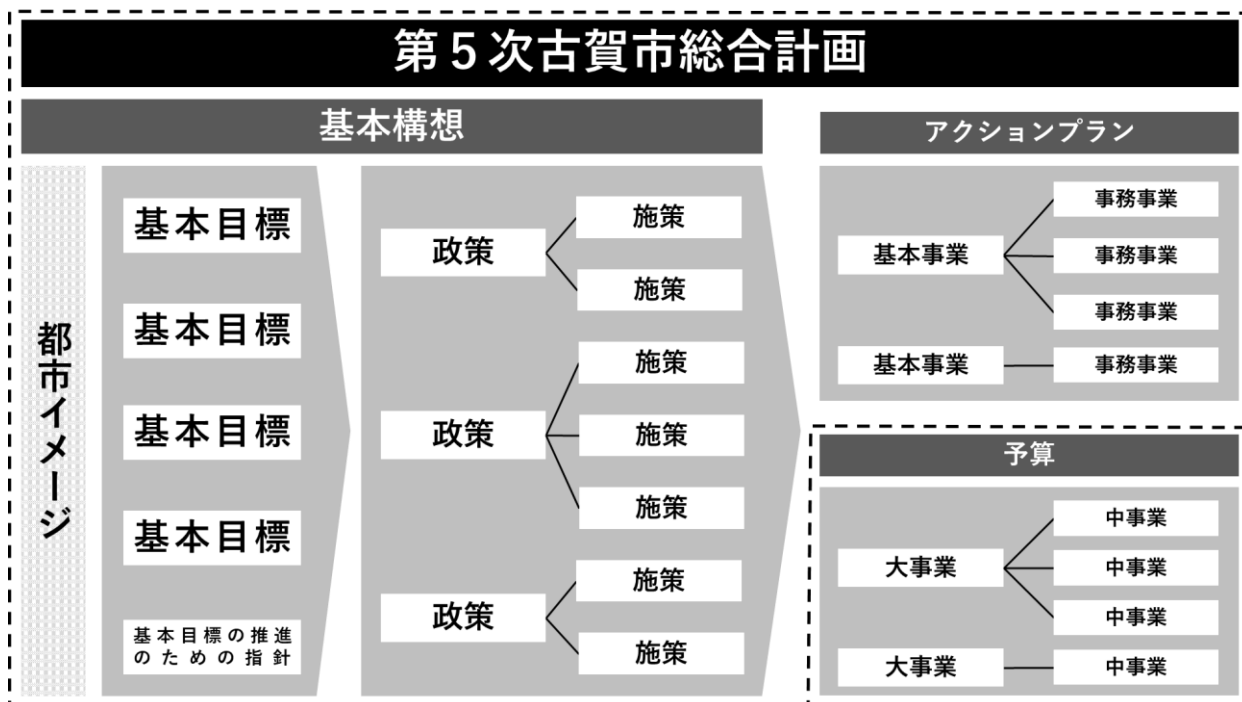 第5次古賀市総合計画
基本構想
都市イメージ
基本目標
基本目標
基本目標
基本目標
基本目標の推進
のための指針
政策
施策
施策
政策
施策
施策
施策
政策
施策
施策
アクションプラン
基本事業
事務事業
事務事業
事務事業
基本事業
事務事業
予算
大事業
中事業
中事業
中事業
大事業
中事業